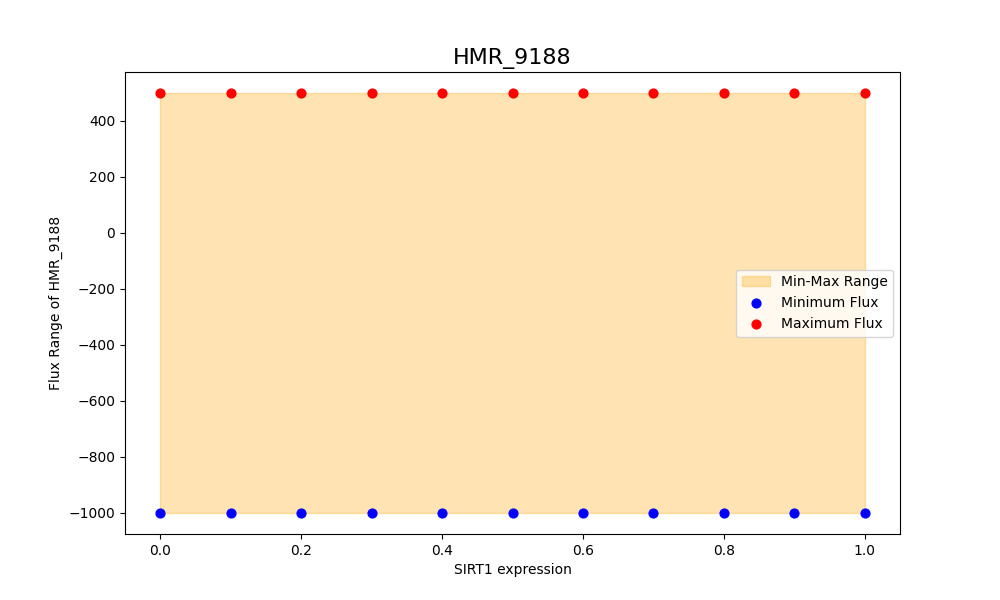 HMR_9188
Flux Range of HMR_9188
400
200
0
−200
−400
−600
−800
−1000
Min-Max Range
Minimum Flux
Maximum Flux
0.0 0.2 0.4 0.6 0.8 1.0
SIRT1 expression